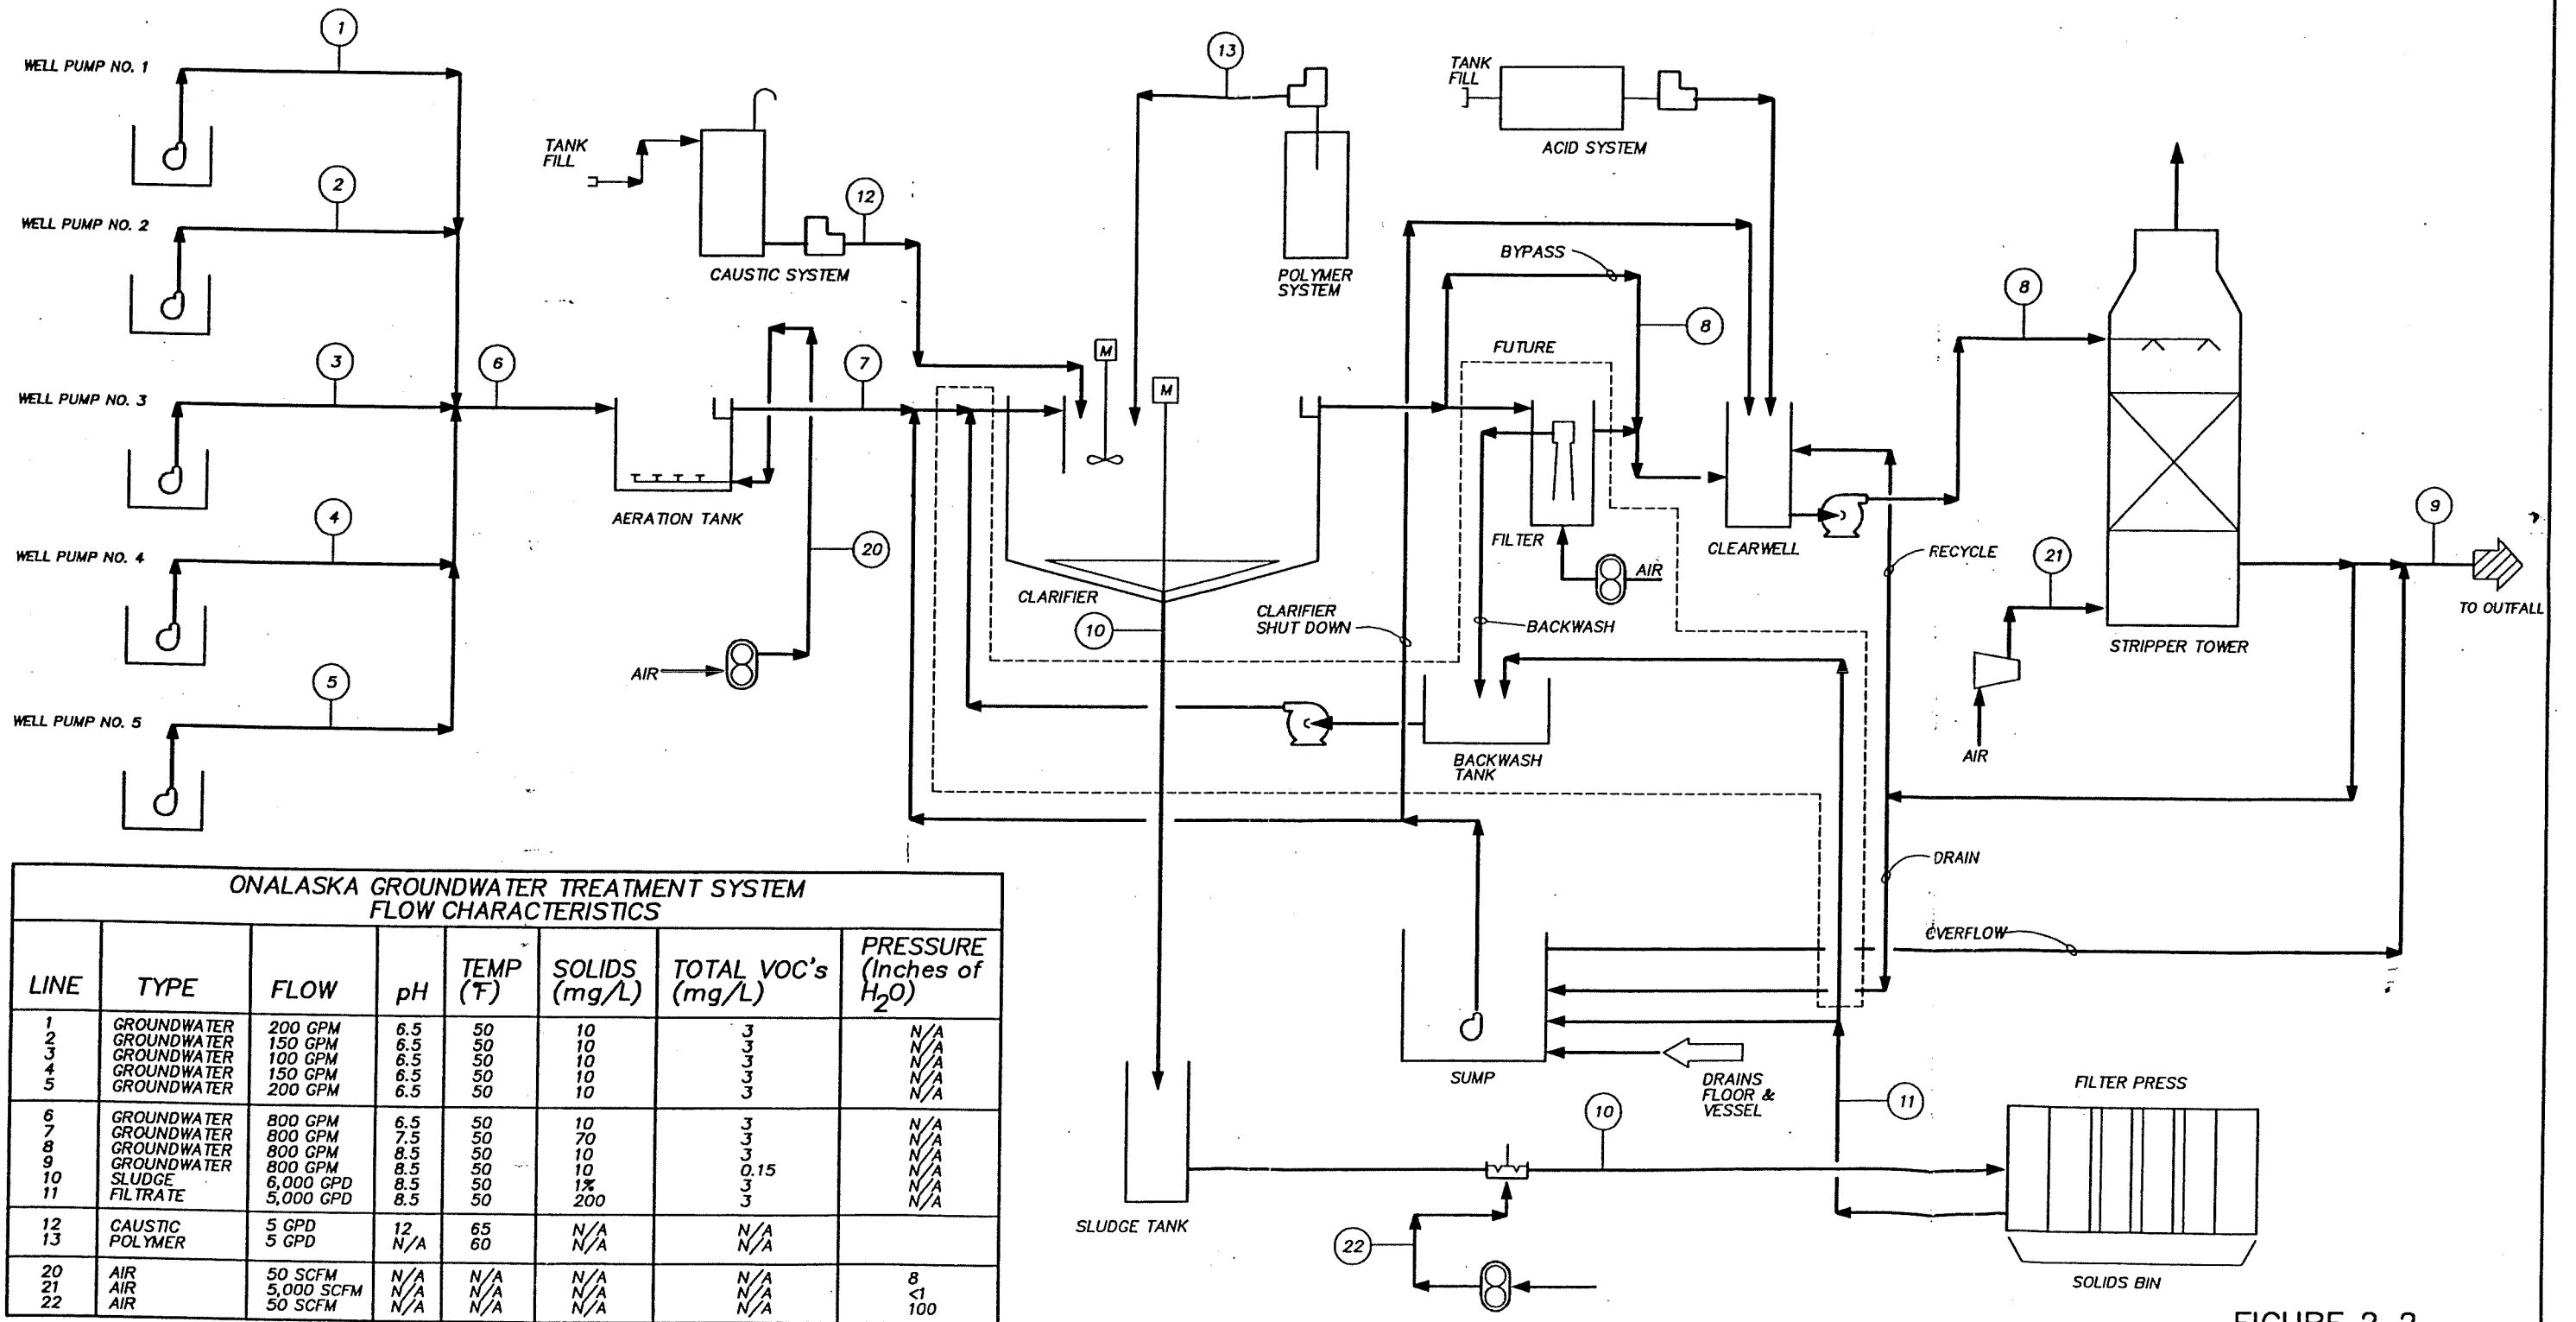 1
WELL PUMP NO. 1
2
WELL PUMP NO. 2
3
WELL PUMP NO. 3
4
WELL PUMP NO. 4
5
WELL PUMP NO. 5
6
TANK
FILL
12
CAUSTIC SYSTEM
7
AERATION TANK
20
AIR
13
POLYMER
SYSTEM
M
M
CLARIFIER
10
TANK
FILL
ACID SYSTEM
BYPASS
8
FUTURE
FILTER
AIR
CLEARWELL
CLARIFIER
SHUT DOWN
BACKWASH
BACKWASH
TANK
RECYCLE
8
21
AIR
STRIPPER TOWER
9
TO OUTFALL
DRAIN
OVERFLOW
SUMP
DRAINS
FLOOR &
VESSEL
11
FILTER PRESS
SOLIDS BIN
10
22
SLUDGE TANK
ONALASKA GROUNDWATER TREATMENT SYSTEM
FLOW CHARACTERISTICS
LINE TYPE FLOW pH TEMP (°F) SOLIDS (mg/L) TOTAL VOC's (mg/L) PRESSURE (Inches of H2O)
1 GROUNDWATER 200 GPM 6.5 50 10 3 N/A
2 GROUNDWATER 150 GPM 6.5 50 10 3 N/A
3 GROUNDWATER 100 GPM 6.5 50 10 3 N/A
4 GROUNDWATER 150 GPM 6.5 50 10 3 N/A
5 GROUNDWATER 200 GPM 6.5 50 10 3 N/A
6 GROUNDWATER 800 GPM 6.5 50 10 3 N/A
7 GROUNDWATER 800 GPM 7.5 50 70 3 N/A
8 GROUNDWATER 800 GPM 8.5 50 10 3 N/A
9 GROUNDWATER 800 GPM 8.5 50 10 0.15 N/A
10 SLUDGE 6,000 GPD 8.5 50 1% 3 N/A
11 FILTRATE 5,000 GPD 8.5 50 200 3 N/A
12 CAUSTIC 5 GPD 12 65 N/A N/A
13 POLYMER 5 GPD N/A 60 N/A N/A
20 AIR 50 SCFM N/A N/A N/A N/A 8
21 AIR 5,000 SCFM N/A N/A N/A N/A <1
22 AIR 50 SCFM N/A N/A N/A N/A 100